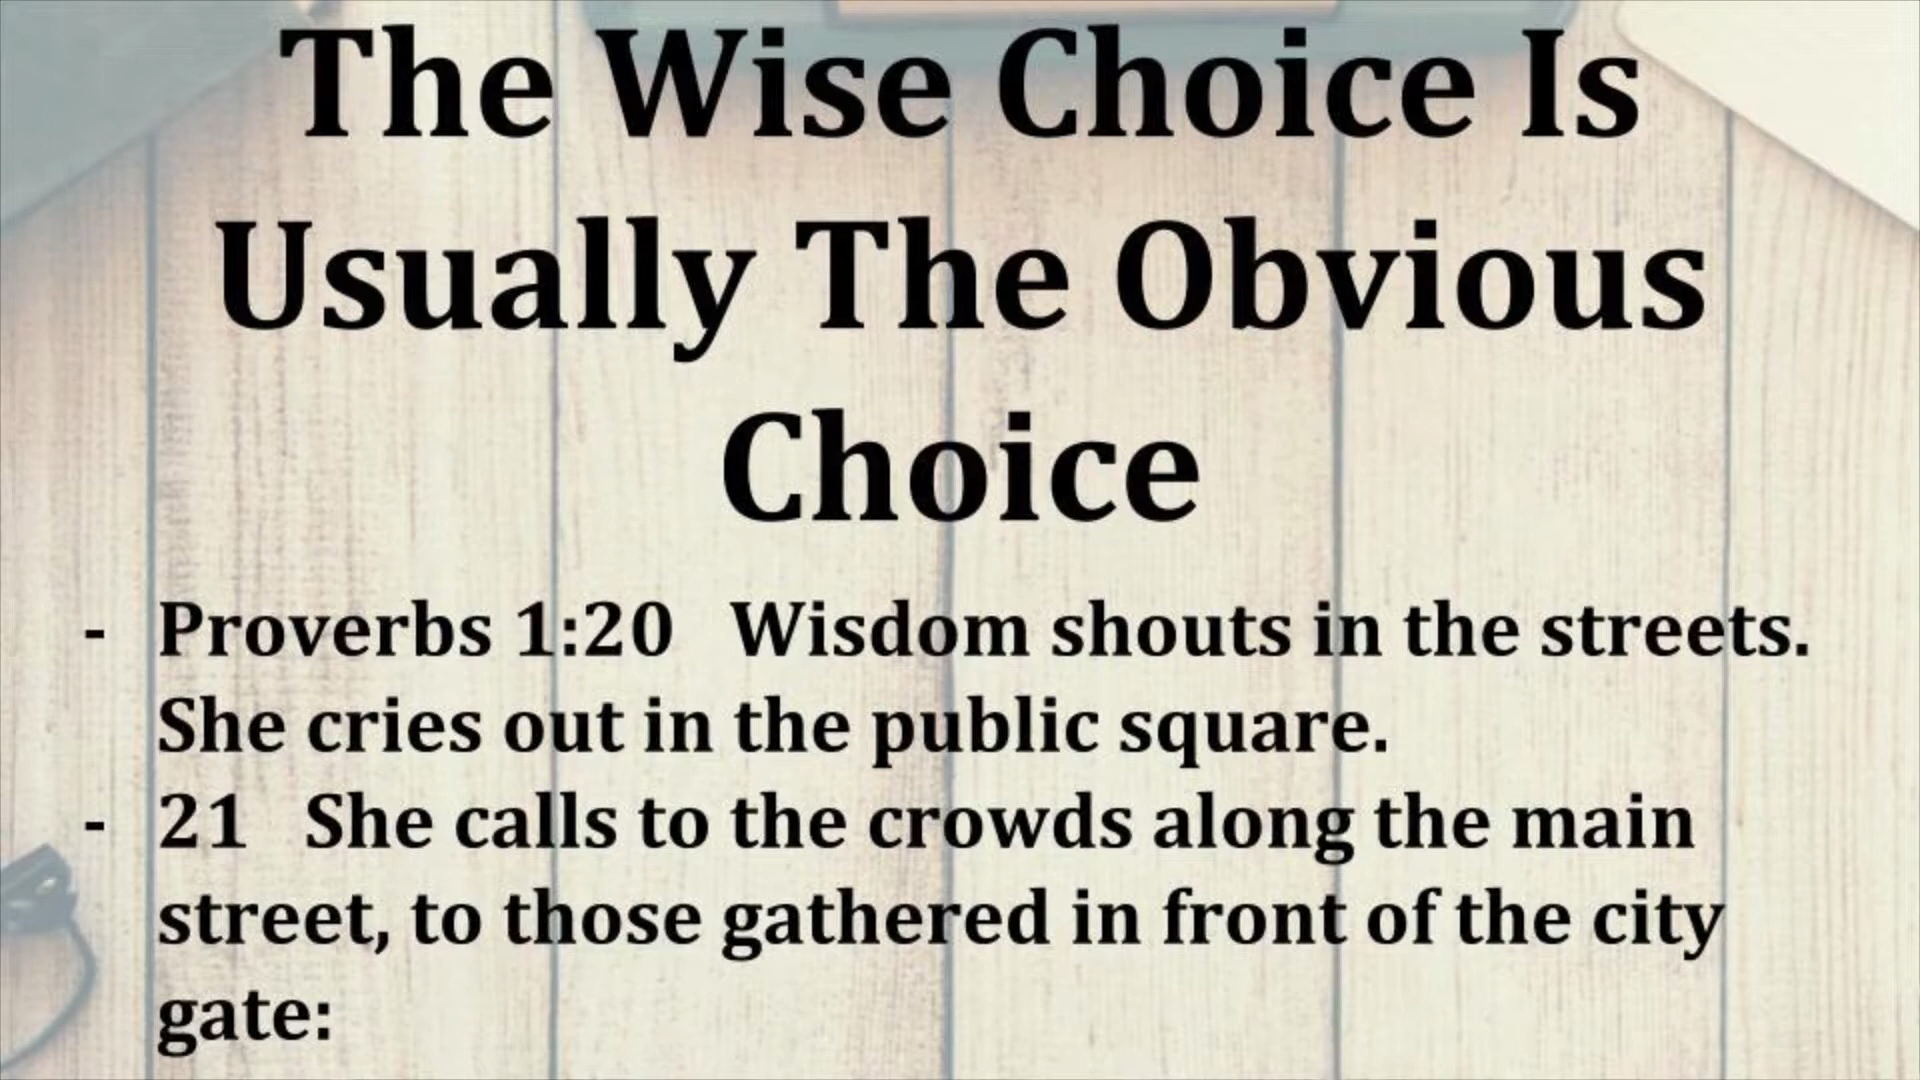 The Wise Choice Is
Usually The Obvious
Choice
- Proverbs 1:20   Wisdom shouts in the streets.
She cries out in the public square.
- 21   She calls to the crowds along the main
street, to those gathered in front of the city
gate: